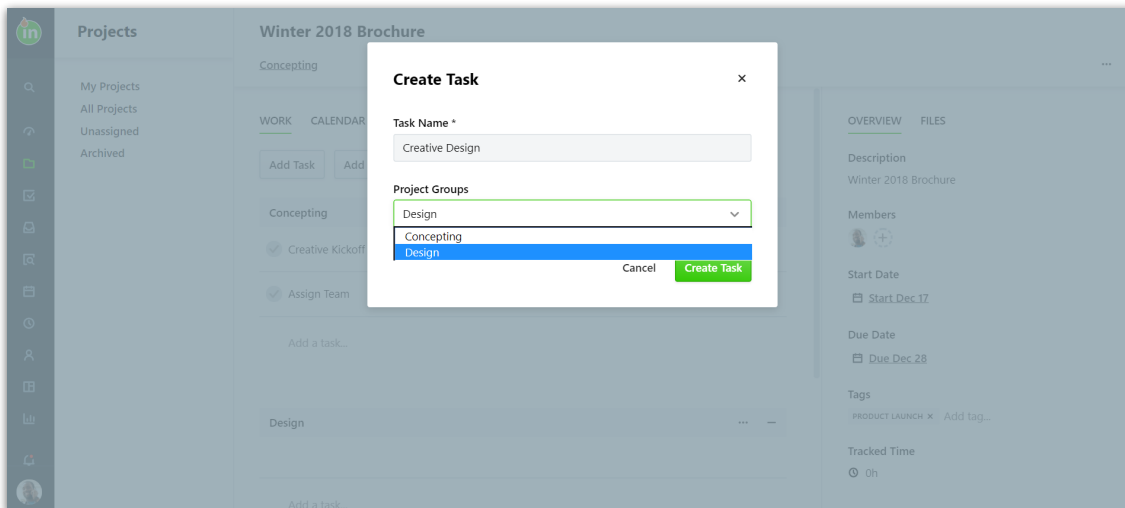 in
Projects
My Projects
All Projects
Unassigned
Archived
Winter 2018 Brochure
Concepting
WORK CALENDAR
Add Task Add
Concepting
Creative Kickoff
Assign Team
Add a task...
Design
Add a task
Create Task
Task Name *
Creative Design
Project Groups
Design
Concepting
Design
Cancel Create Task
OVERVIEW FILES
Description
Winter 2018 Brochure
Members
Start Date
Start Dec 17
Due Date
Due Dec 28
Tags
PRODUCT LAUNCH × Add tag...
Tracked Time
0h